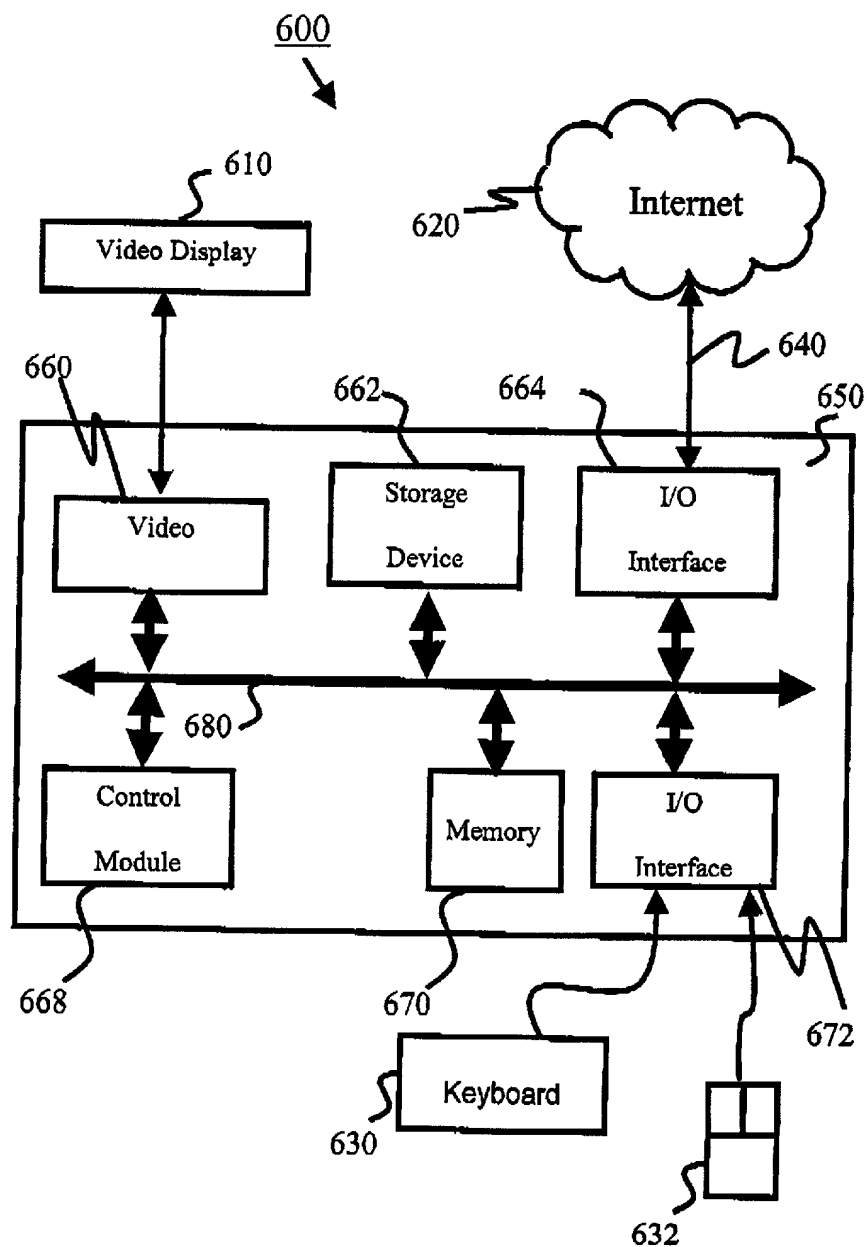 600
610
Video Display
620
Internet
640
660
662
664
650
Video
Storage
Device
I/O
Interface
680
Control
Module
Memory
I/O
Interface
668
670
672
Keyboard
630
632